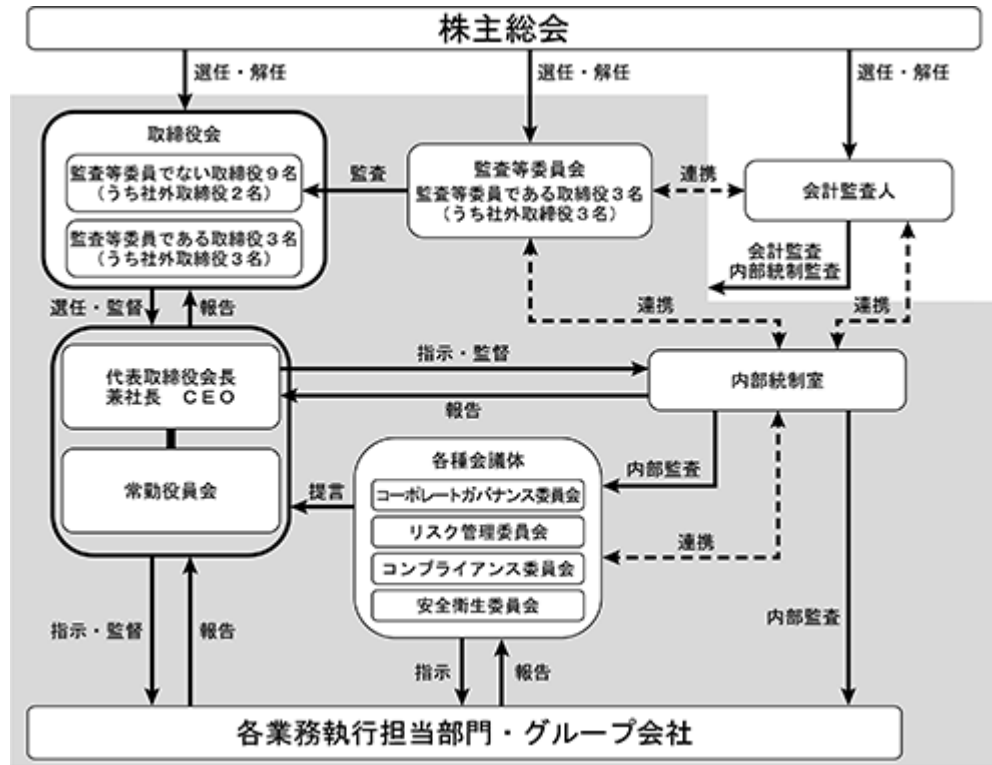 株主総会
選任・解任
選任・解任
選任・解任
取締役会
監査等委員でない取締役9名
(うち社外取締役2名)
監査等委員である取締役3名
(うち社外取締役3名)
監査
監査等委員会
監査等委員である取締役3名
(うち社外取締役3名)
連携
会計監査人
会計監査
内部統制監査
選任・監督
報告
連携
連携
代表取締役会長
兼社長 CEO
指示・監督
報告
内部統制室
常勤役員会
提言
各種会議体
コーポレートガバナンス委員会
リスク管理委員会
コンプライアンス委員会
安全衛生委員会
内部監査
連携
内部監査
指示・監督
報告
指示
報告
各業務執行担当部門・グループ会社